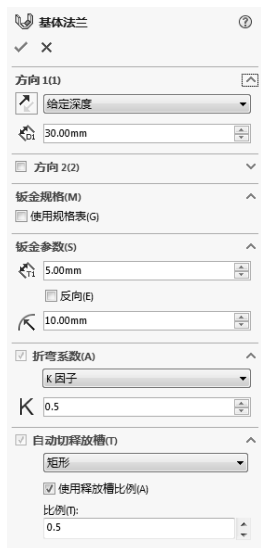 基体法兰
方向 1(1)
给定深度
D1 30.00mm
方向 2(2)
钣金规格(M)
使用规格表(G)
钣金参数(S)
T1 5.00mm
反向(E)
10.00mm
折弯系数(A)
K 因子
K 0.5
自动切释放槽(T)
矩形
使用释放槽比例(A)
比例(T):
0.5